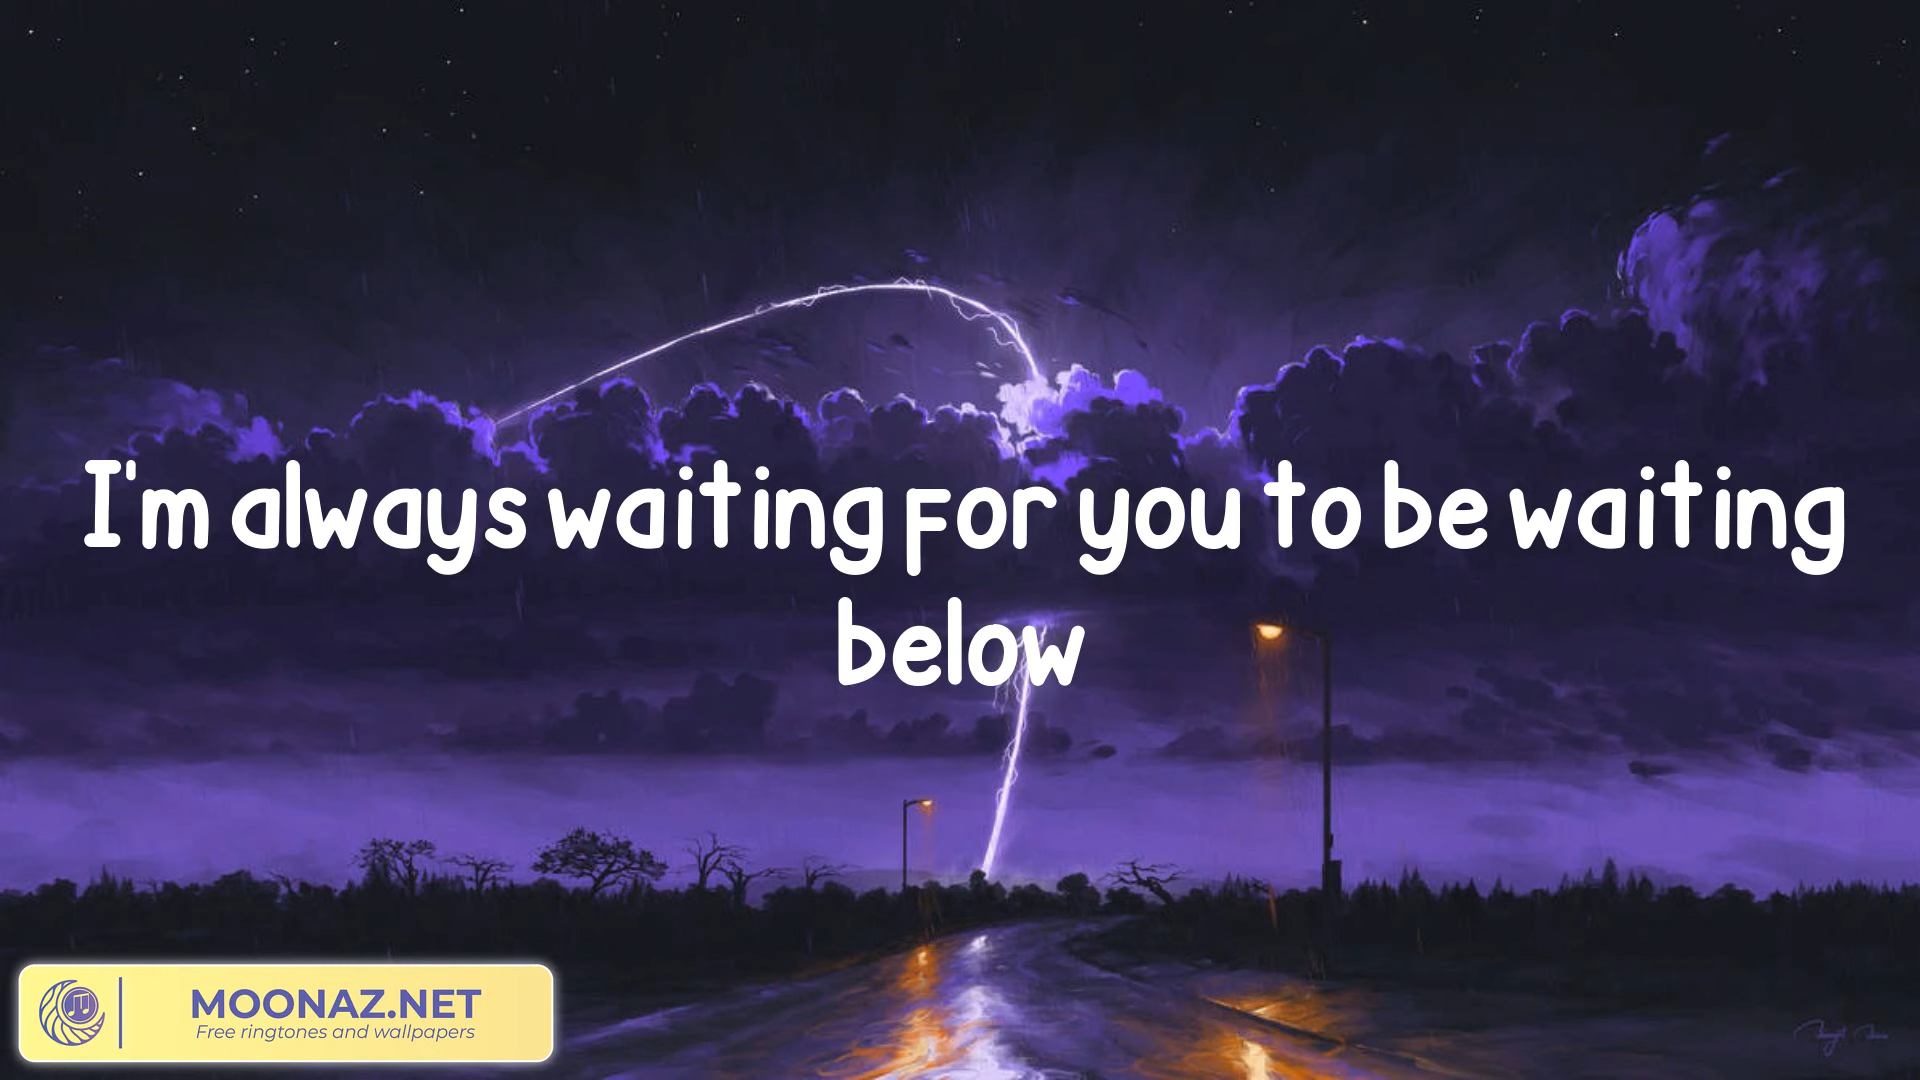 I'm always waiting for you to be waiting
below
MOONAZ.NET
Free ringtones and wallpapers